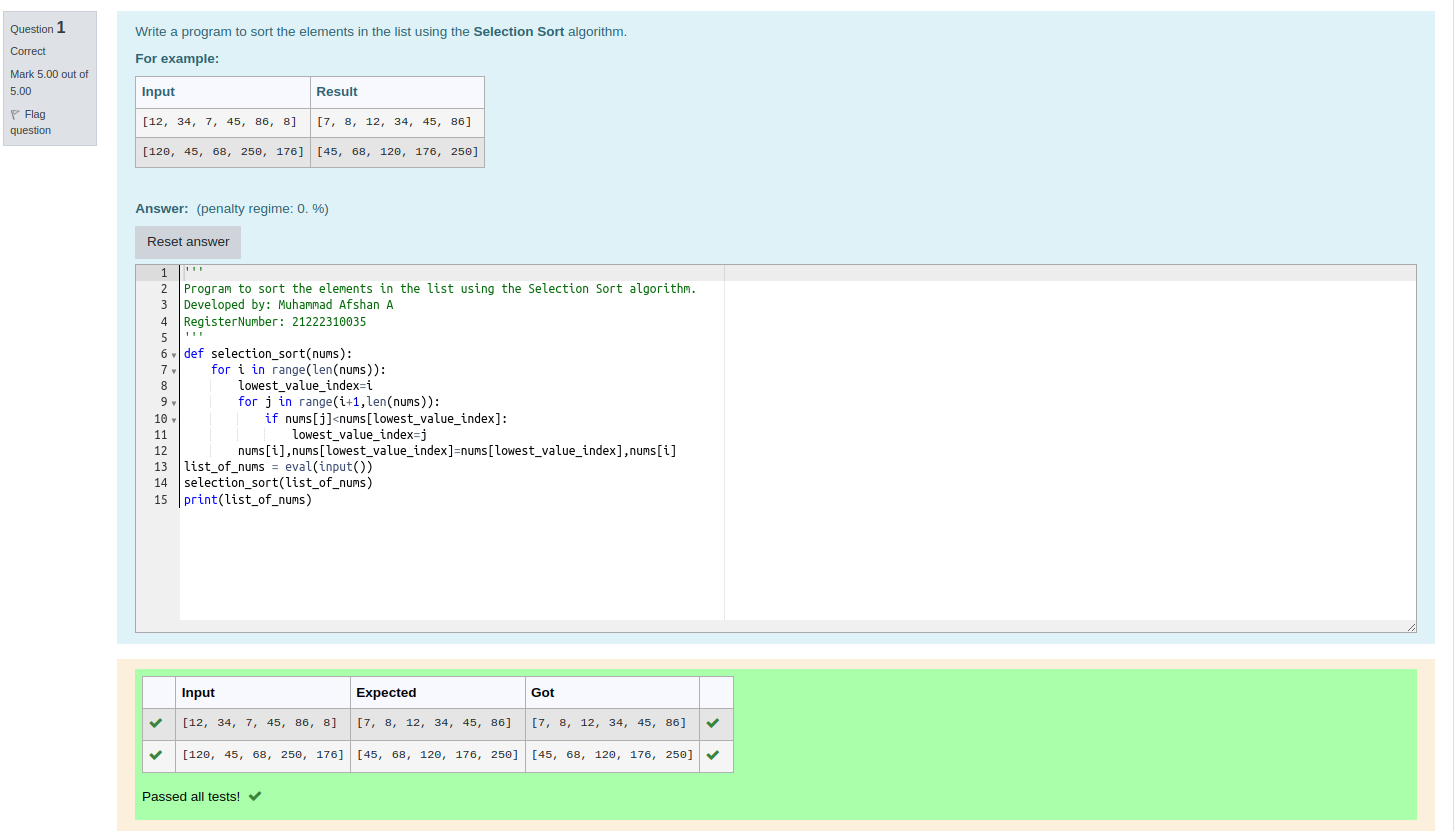 Question 1
Correct
Mark 5.00 out of
5.00
Flag
question
Write a program to sort the elements in the list using the Selection Sort algorithm.
For example:
Input Result
[12, 34, 7, 45, 86, 8] [7, 8, 12, 34, 45, 86]
[120, 45, 68, 250, 176] [45, 68, 120, 176, 250]
Answer: (penalty regime: 0. %)
Reset answer
1 '''
2 Program to sort the elements in the list using the Selection Sort algorithm.
3 Developed by: Muhammad Afshan A
4 RegisterNumber: 21222310035
5 '''
6 def selection_sort(nums):
7     for i in range(len(nums)):
8         lowest_value_index=i
9         for j in range(i+1,len(nums)):
10             if nums[j]<nums[lowest_value_index]:
11                 lowest_value_index=j
12         nums[i],nums[lowest_value_index]=nums[lowest_value_index],nums[i]
13 list_of_nums = eval(input())
14 selection_sort(list_of_nums)
15 print(list_of_nums)
Input Expected Got
[12, 34, 7, 45, 86, 8] [7, 8, 12, 34, 45, 86] [7, 8, 12, 34, 45, 86]
[120, 45, 68, 250, 176] [45, 68, 120, 176, 250] [45, 68, 120, 176, 250]
Passed all tests!